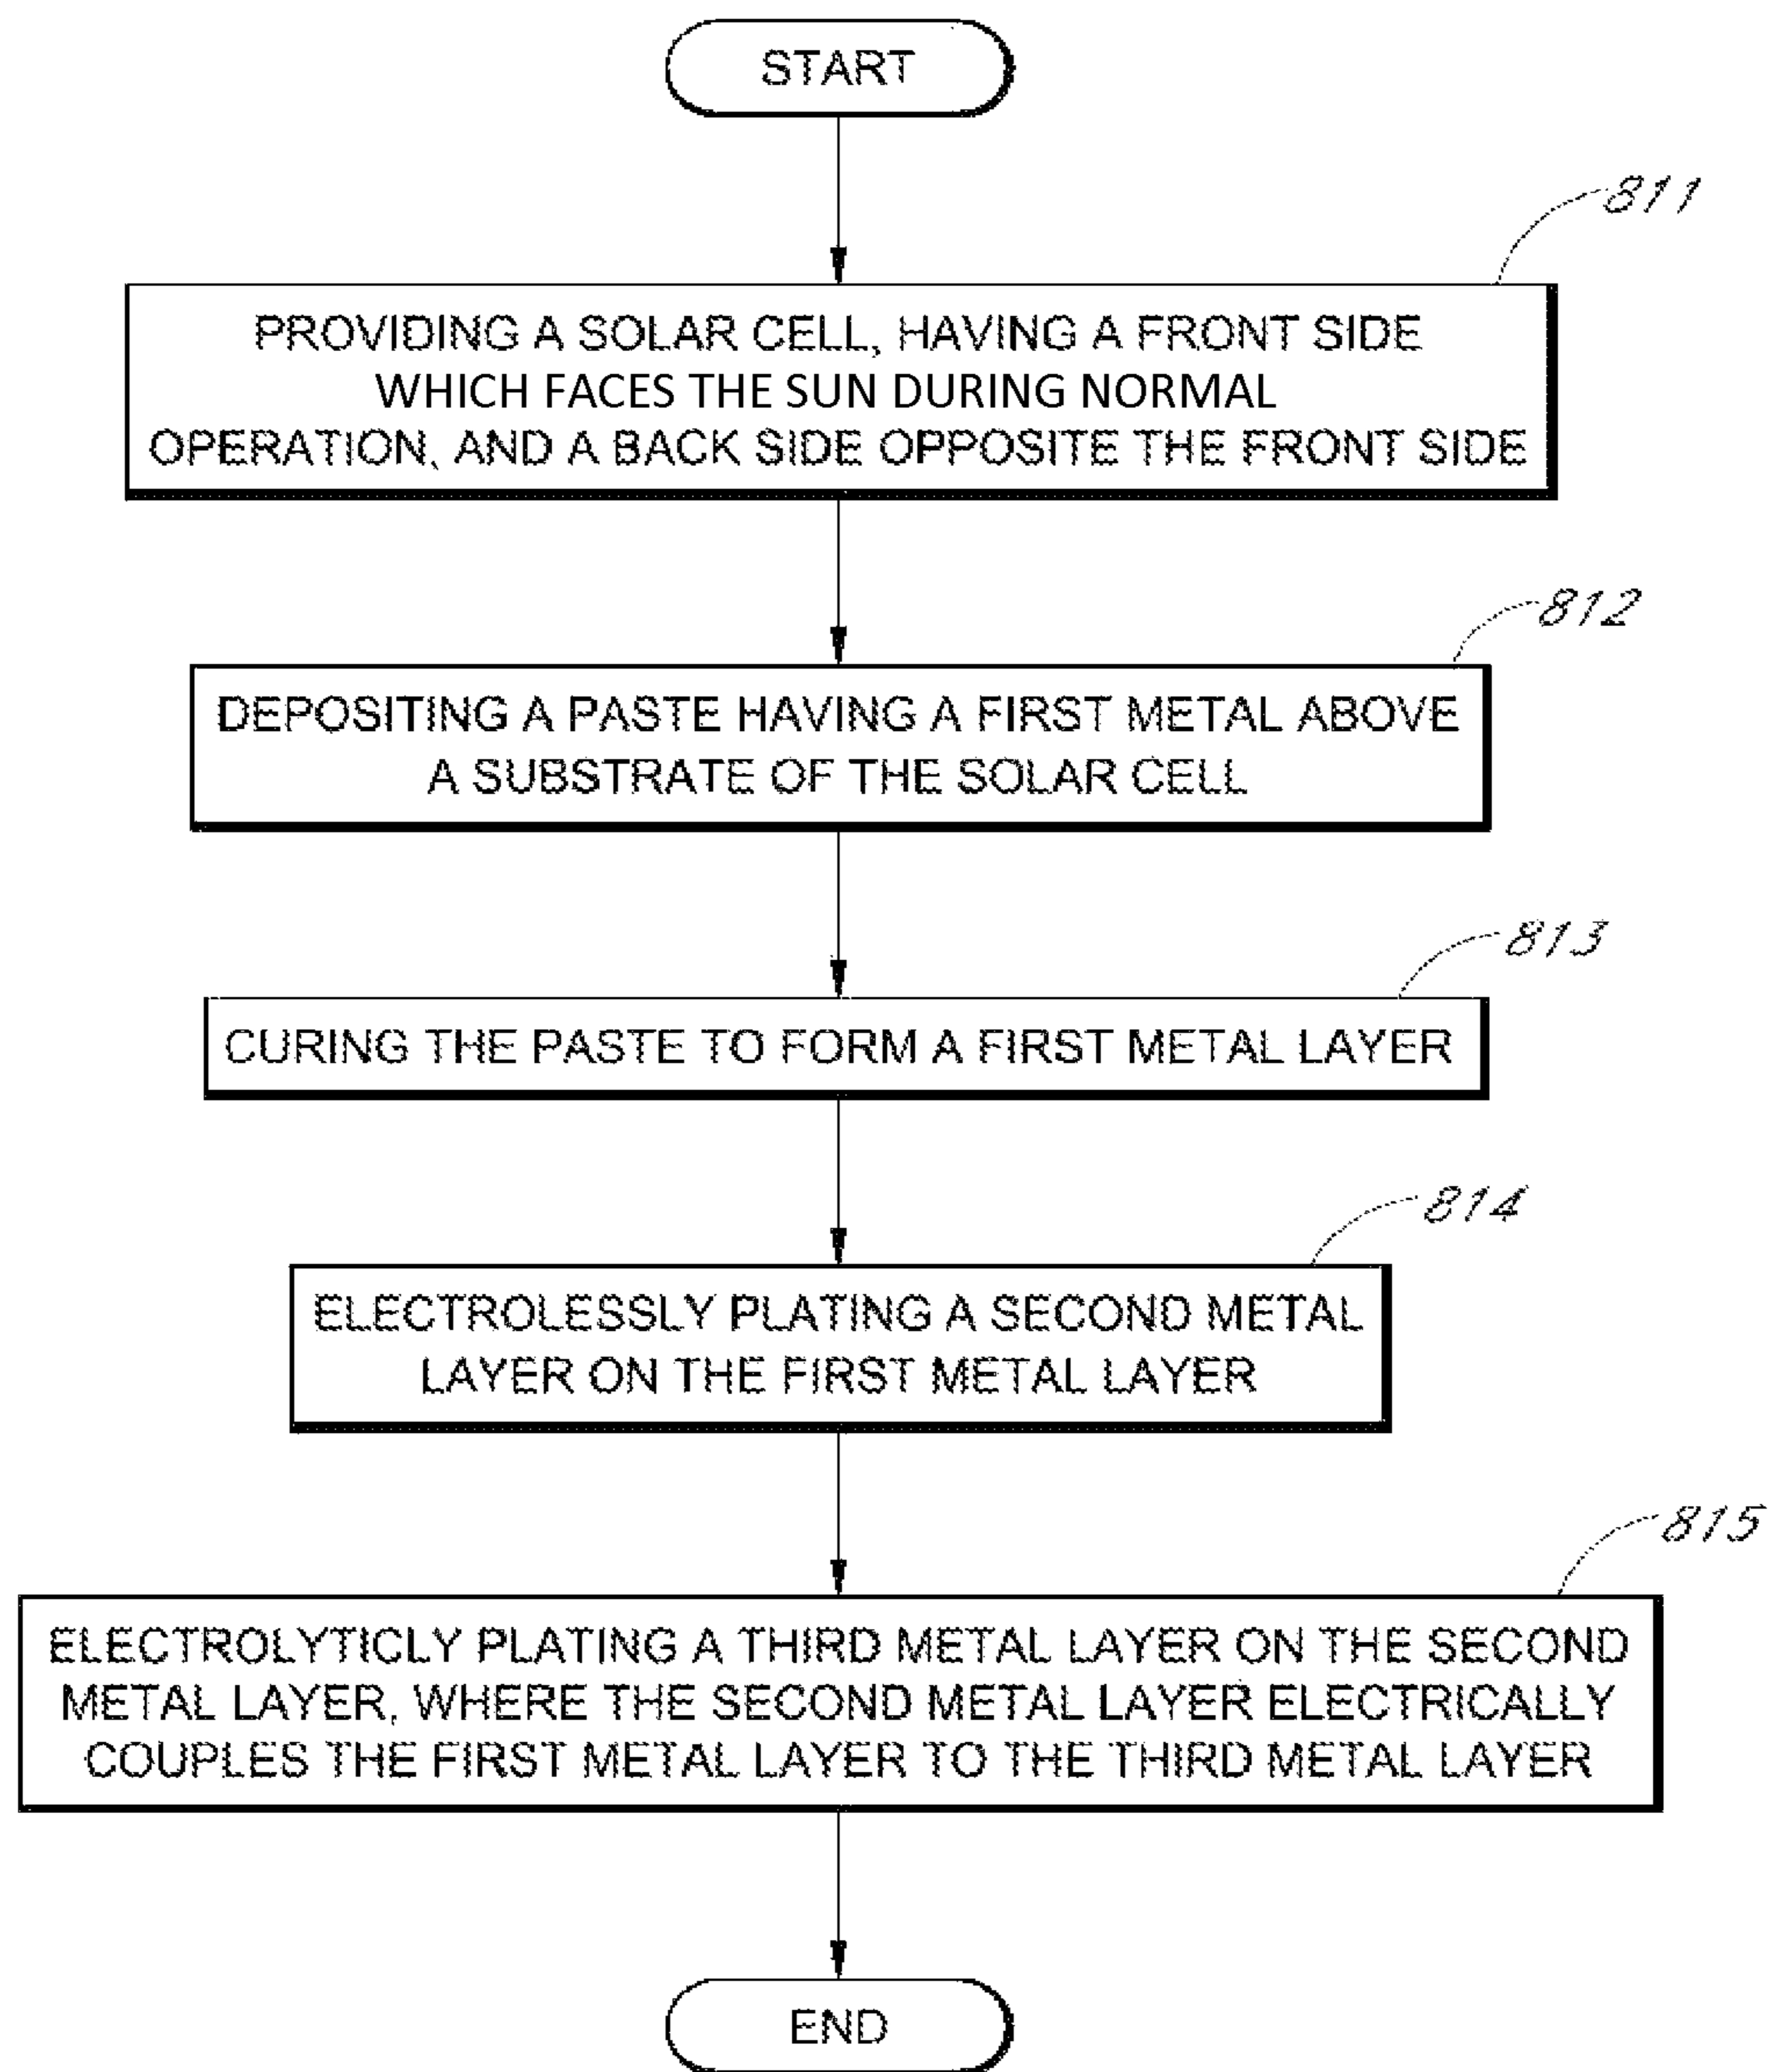 START
811
PROVIDING A SOLAR CELL, HAVING A FRONT SIDE
WHICH FACES THE SUN DURING NORMAL
OPERATION, AND A BACK SIDE OPPOSITE THE FRONT SIDE
812
DEPOSITING A PASTE HAVING A FIRST METAL ABOVE
A SUBSTRATE OF THE SOLAR CELL
813
CURING THE PASTE TO FORM A FIRST METAL LAYER
814
ELECTROLESSLY PLATING A SECOND METAL
LAYER ON THE FIRST METAL LAYER
815
ELECTROLYTICLY PLATING A THIRD METAL LAYER ON THE SECOND
METAL LAYER, WHERE THE SECOND METAL LAYER ELECTRICALLY
COUPLES THE FIRST METAL LAYER TO THE THIRD METAL LAYER
END